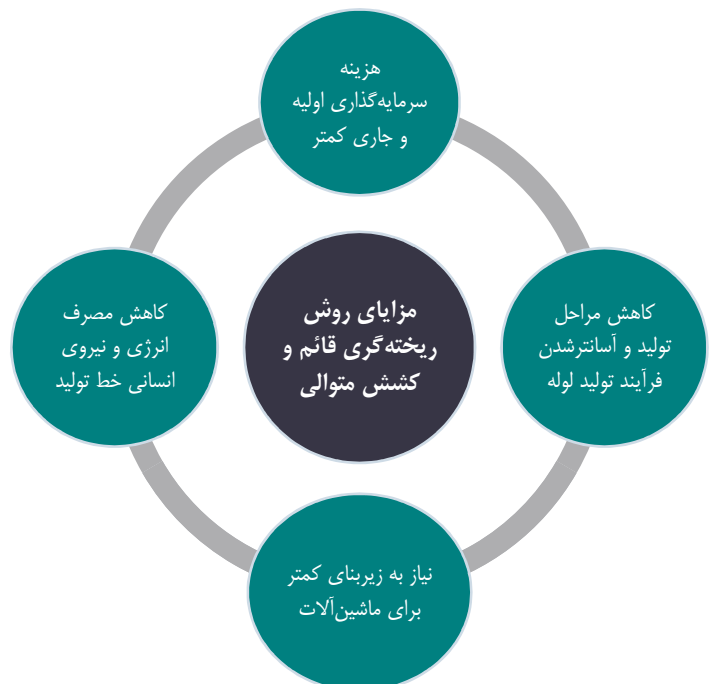 هزینه
سرمایه‌گذاری اولیه
و جاری کمتر
مزایای روش
ریخته‌گری قائم و
کشش متوالی
کاهش مراحل
تولید و آسانترشدن
فرآیند تولید لوله
کاهش مصرف
انرژی و نیروی
انسانی خط تولید
نیاز به زیربنای کمتر
برای ماشین‌آلات